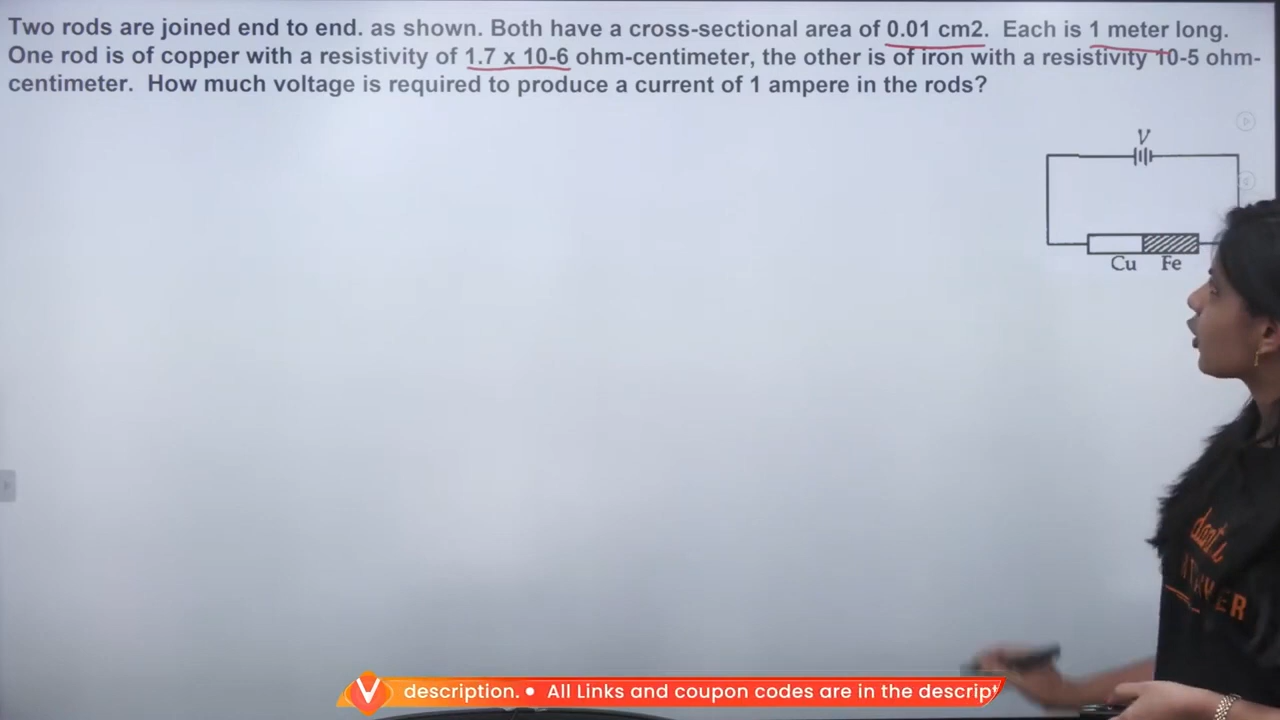 Two rods are joined end to end. as shown. Both have a cross-sectional area of 0.01 cm2. Each is 1 meter long.
One rod is of copper with a resistivity of 1.7 x 10-6 ohm-centimeter, the other is of iron with a resistivity 10-5 ohm-
centimeter. How much voltage is required to produce a current of 1 ampere in the rods?
V
Cu Fe
don't
description. • All Links and coupon codes are in the descrip